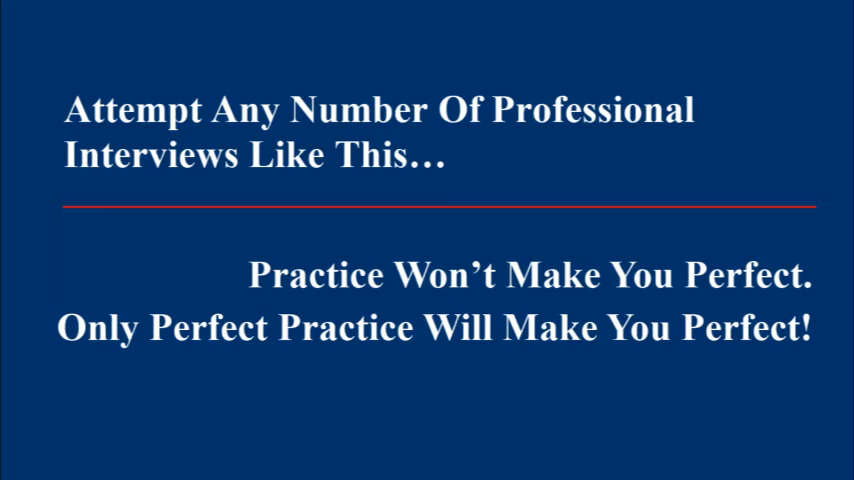 Attempt Any Number Of Professional
Interviews Like This…
Practice Won’t Make You Perfect.
Only Perfect Practice Will Make You Perfect!